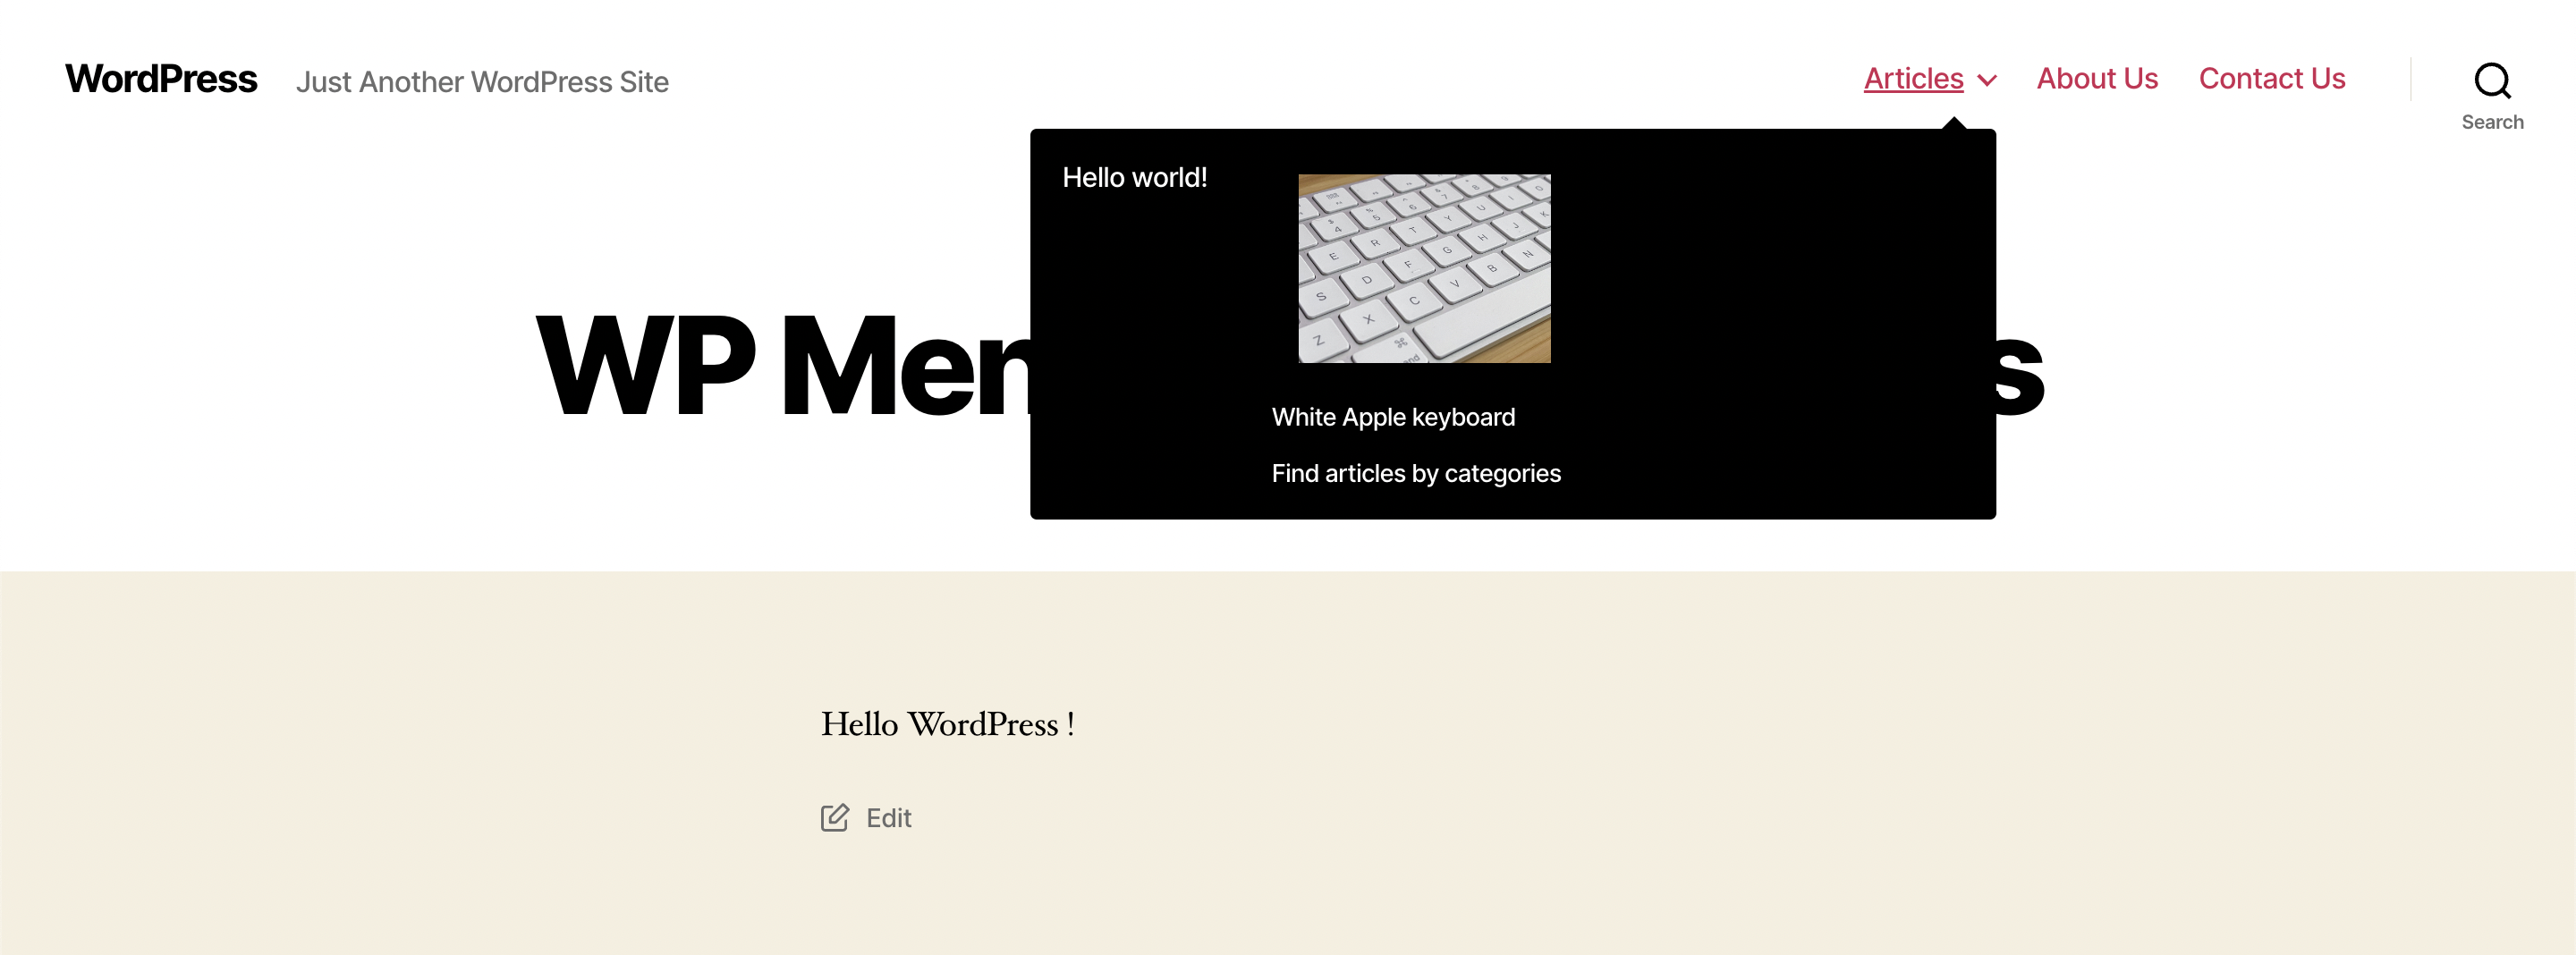 WordPress Just Another WordPress Site Articles About Us Contact Us
Search
Hello world!
WP Men s
White Apple keyboard
Find articles by categories
Hello WordPress !
Edit